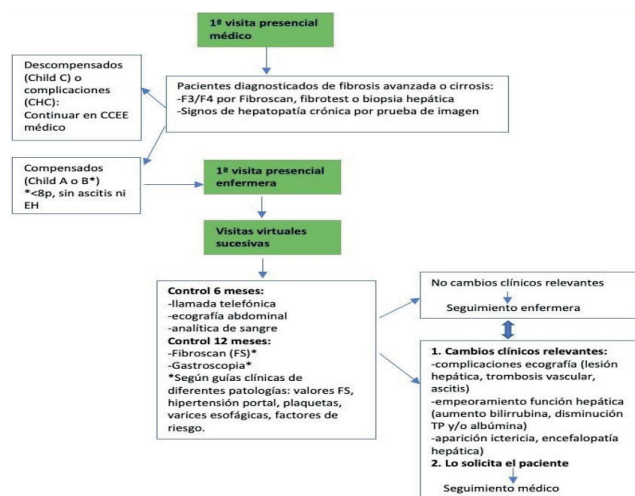 1ª visita presencial
médico
Descompensados
(Child C) o
complicaciones
(CHC):
Continuar en CCEE
médico
Pacientes diagnosticados de fibrosis avanzada o cirrosis:
-F3/F4 por Fibroscan, fibrotest o biopsia hepática
-Signos de hepatopatía crónica por prueba de imagen
Compensados
(Child A o B*)
*<8p, sin ascitis ni
EH
1ª visita presencial
enfermera
Visitas virtuales
sucesivas
Control 6 meses:
-llamada telefónica
-ecografía abdominal
-analítica de sangre
Control 12 meses:
-Fibroscan (FS)*
-Gastroscopia*
*Según guías clínicas de
diferentes patologías: valores FS,
hipertensión portal, plaquetas,
varices esofágicas, factores de
riesgo.
No cambios clínicos relevantes
Seguimiento enfermera
1. Cambios clínicos relevantes:
-complicaciones ecografía (lesión
hepática, trombosis vascular,
ascitis)
-empeoramiento función hepática
(aumento bilirrubina, disminución
TP y/o albúmina)
-aparición ictericia, encefalopatía
hepática)
2. Lo solicita el paciente
Seguimiento médico